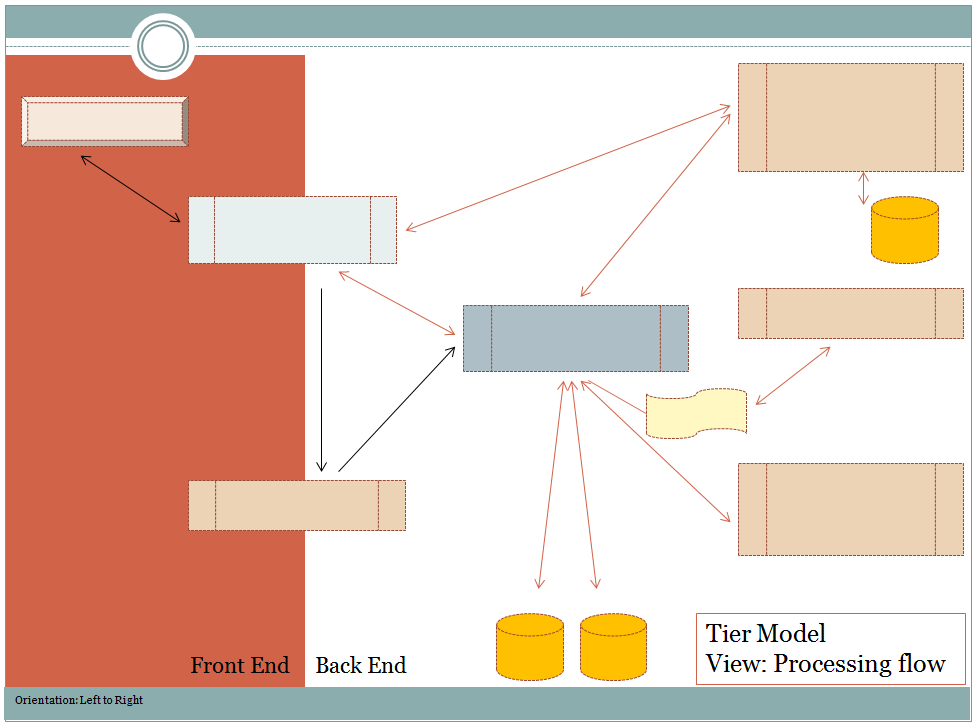 Front End
Back End
Tier Model
View: Processing flow
Orientation: Left to Right